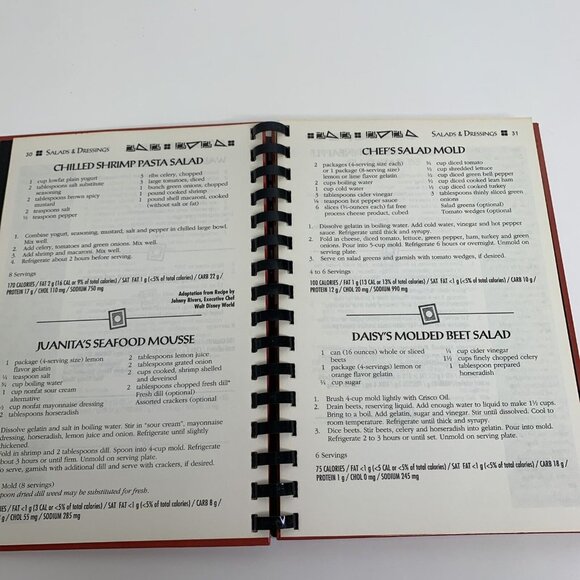 30 ■ SALADS & DRESSINGS
CHILLED SHRIMP PASTA SALAD
1 cup lowfat plain yogurt
2 tablespoons salt substitute
seasoning
2 tablespoons brown spicy
mustard
2 teaspoons salt
½ teaspoon pepper
3 ribs celery, chopped
3 large tomatoes, diced
1 bunch green onions, chopped
1 pound cooked shrimp
1 pound shell macaroni, cooked
(without salt or fat)
1. Combine yogurt, seasoning, mustard, salt and pepper in chilled large bowl.
Mix well.
2. Add celery, tomatoes and green onions. Mix well.
3. Add shrimp and macaroni. Mix well.
4. Refrigerate about 2 hours before serving.
8 Servings
170 CALORIES / FAT 2 g (16 CAL or 9% of total calories) / SAT FAT 1 g (<5% of total calories) / CARB 22 g /
PROTEIN 17 g / CHOL 110 mg / SODIUM 750 mg
Adaptation from Recipe by
Johnny Rivers, Executive Chef
Walt Disney World
JUANITA'S SEAFOOD MOUSSE
1 package (4-serving size) lemon
flavor gelatin
¼ teaspoon salt
¾ cup boiling water
1 cup nonfat sour cream
alternative
cup nonfat mayonnaise dressing
tablespoons horseradish
2 tablespoons lemon juice
2 tablespoons grated onion
2 cups cooked, shrimp shelled
and deveined
2 tablespoons chopped fresh dill*
Fresh dill (optional)
Assorted crackers (optional)
Dissolve gelatin and salt in boiling water. Stir in "sour cream", mayonnaise
dressing, horseradish, lemon juice and onion. Refrigerate until slightly
thickened.
Fold in shrimp and 2 tablespoons dill. Spoon into 4-cup mold. Refrigerate
about 3 hours or until firm. Unmold on serving plate.
To serve, garnish with additional dill and serve with crackers, if desired.
Mold (8 servings)
spoon dried dill weed may be substituted for fresh.
ORIES / FAT <1 g (3 CAL or <5% of total calories) / SAT FAT <1 g (<5% of total calories) / CARB 8 g /
g / CHOL 55 mg / SODIUM 285 mg
SALADS & DRESSINGS ■ 31
CHEF'S SALAD MOLD
2 packages (4-serving size each)
or 1 package (8-serving size)
lemon or lime flavor gelatin
2 cups boiling water
cup cold water
3 tablespoons cider vinegar
⅛ teaspoon hot pepper sauce
6 slices (⅔-ounces each) fat free
process cheese product, cubed
¾ cup diced tomato
½ cup shredded lettuce
½ cup diced green bell pepper
½ cup diced cooked lean ham
½ cup diced cooked turkey
3 tablespoons thinly sliced green
onions
Salad greens (optional)
Tomato wedges (optional)
1. Dissolve gelatin in boiling water. Add cold water, vinegar and hot pepper
sauce. Refrigerate until thick and syrupy.
2. Fold in cheese, diced tomato, lettuce, green pepper, ham, turkey and green
onions. Pour into 5-cup mold. Refrigerate 6 hours or overnight. Unmold on
serving plate.
3. Serve on salad greens and garnish with tomato wedges, if desired.
4 to 6 Servings
100 CALORIES / FAT 1 g (13 CAL or 13% of total calories) / SAT FAT <1 g (<5% of total calories) / CARB 10 g /
PROTEIN 12 g / CHOL 20 mg / SODIUM 990 mg
DAISY'S MOLDED BEET SALAD
1 can (16 ounces) whole or sliced
beets
1 package (4-serving size) lemon or
orange flavor gelatin
⅓ cup sugar
¼ cup cider vinegar
1½ cups finely chopped celery
1 tablespoon prepared
horseradish
1. Brush 4-cup mold lightly with Crisco Oil.
2. Drain beets, reserving liquid. Add enough water to liquid to make 1½ cups.
Bring to a boil. Add gelatin, sugar and vinegar. Stir until dissolved. Cool to
room temperature. Refrigerate until thick and syrupy.
3. Dice beets. Stir beets, celery and horseradish into gelatin. Pour into mold.
Refrigerate 2 to 3 hours or until set. Unmold on serving plate.
6 Servings
75 CALORIES / FAT <1 g (<5 CAL or <5% of total calories) / SAT FAT <1 g (<5% of total calories) / CARB 18 g /
PROTEIN 1 g / CHOL 0 mg / SODIUM 245 mg